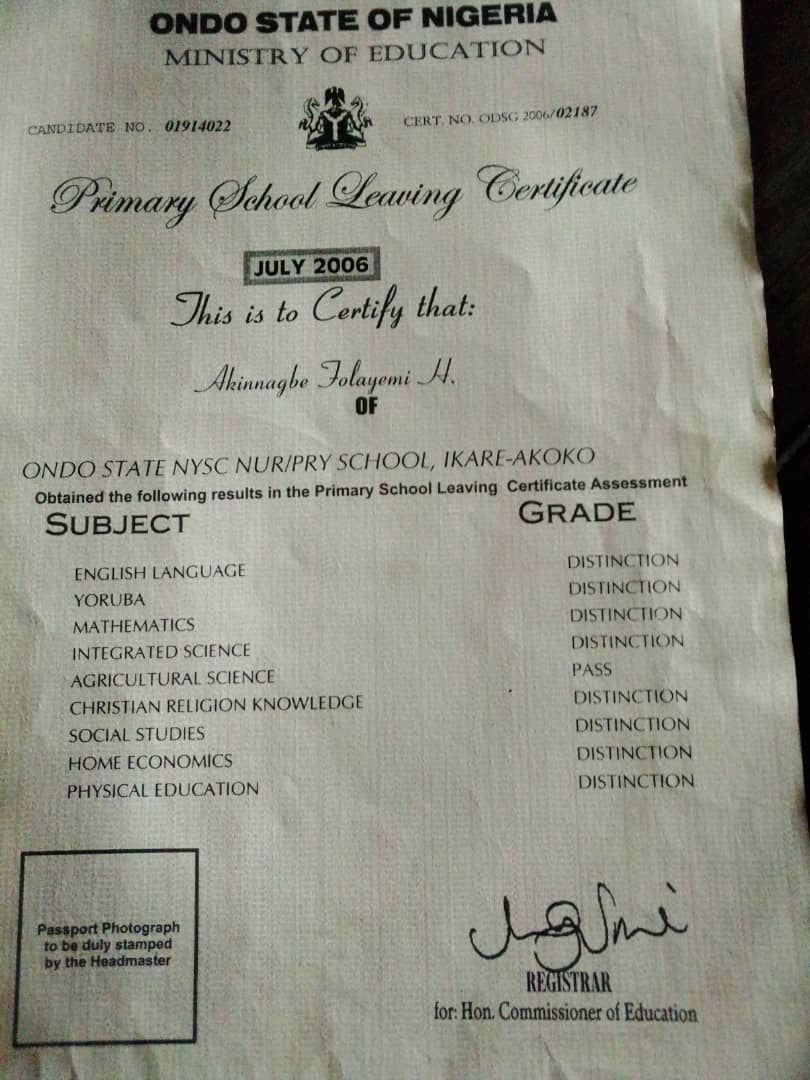 ONDO STATE OF NIGERIA
MINISTRY OF EDUCATION
CANDIDATE NO. 01914022
CERT. NO. ODSG 2006/02187
Primary School Leaving Certificate
JULY 2006
This is to Certify that:
Akinnagbe Folayemi H.
OF
ONDO STATE NYSC NUR/PRY SCHOOL, IKARE-AKOKO
Obtained the following results in the Primary School Leaving Certificate Assessment
SUBJECT GRADE
ENGLISH LANGUAGE DISTINCTION
YORUBA DISTINCTION
MATHEMATICS DISTINCTION
INTEGRATED SCIENCE DISTINCTION
AGRICULTURAL SCIENCE PASS
CHRISTIAN RELIGION KNOWLEDGE DISTINCTION
SOCIAL STUDIES DISTINCTION
HOME ECONOMICS DISTINCTION
PHYSICAL EDUCATION DISTINCTION
Passport Photograph
to be duly stamped
by the Headmaster
REGISTRAR
for: Hon. Commissioner of Education